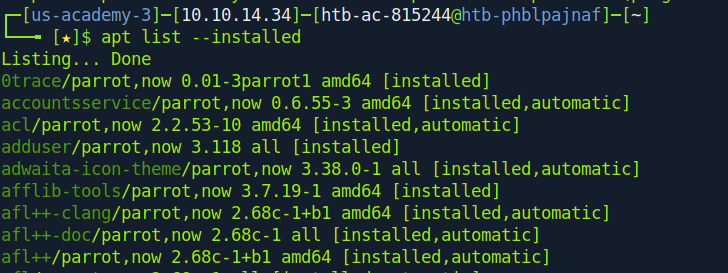 ┌─[us-academy-3]─[10.10.14.34]─[htb-ac-815244@htb-phblpajnaf]─[~]
└──╼ [★]$ apt list --installed
Listing... Done
0trace/parrot,now 0.01-3parrot1 amd64 [installed]
accountsservice/parrot,now 0.6.55-3 amd64 [installed,automatic]
acl/parrot,now 2.2.53-10 amd64 [installed,automatic]
adduser/parrot,now 3.118 all [installed]
adwaita-icon-theme/parrot,now 3.38.0-1 all [installed,automatic]
afflib-tools/parrot,now 3.7.19-1 amd64 [installed]
afl++-clang/parrot,now 2.68c-1+b1 amd64 [installed,automatic]
afl++-doc/parrot,now 2.68c-1 all [installed,automatic]
afl++/parrot,now 2.68c-1+b1 amd64 [installed,automatic]